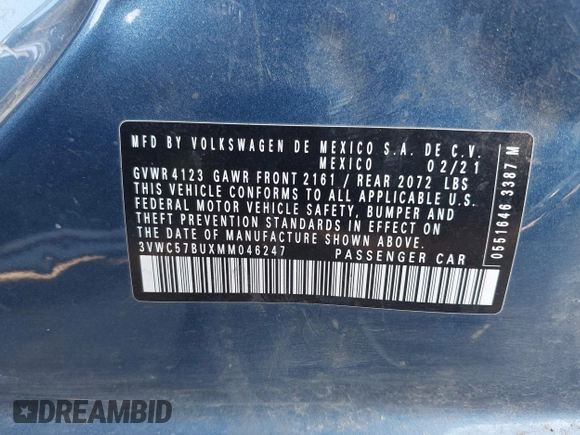 MFD BY VOLKSWAGEN DE MEXICO S.A. DE C.V.
MEXICO 02/21
GVWR 4123 GAWR FRONT 2161 / REAR 2072 LBS
THIS VEHICLE CONFORMS TO ALL APPLICABLE U.S.
FEDERAL MOTOR VEHICLE SAFETY, BUMPER AND
THEFT PREVENTION STANDARDS IN EFFECT ON
THE DATE OF MANUFACTURE SHOWN ABOVE.
3VWC57BUXMM046247 PASSENGER CAR
0551646 3387 M
DREAMBID